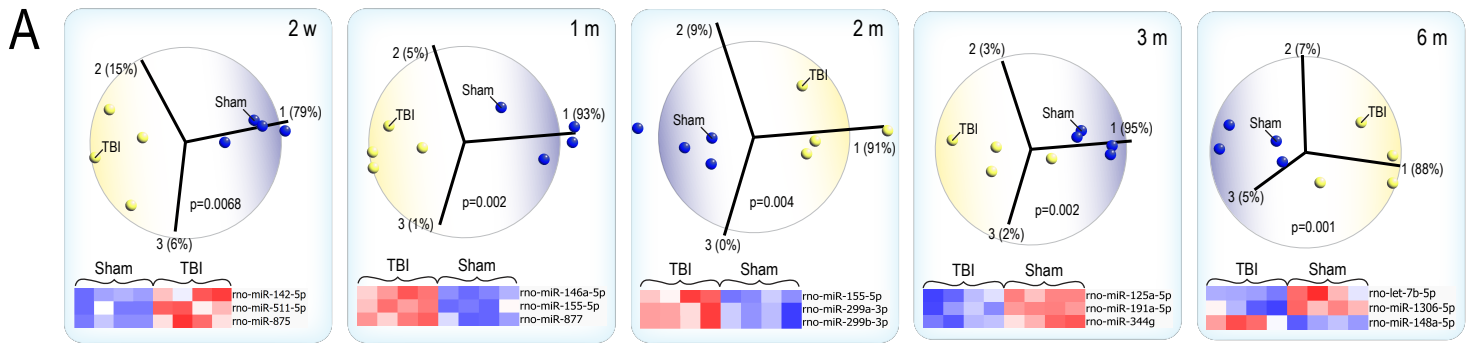 A
2 w
2 (15%)
Sham
1 (79%)
TBI
p=0.0068
3 (6%)
Sham TBI
rno-miR-142-5p
rno-miR-511-5p
rno-miR-875
1 m
2 (5%)
Sham
1 (93%)
TBI
p=0.002
3 (1%)
TBI Sham
rno-miR-146a-5p
rno-miR-155-5p
rno-miR-877
2 m
2 (9%)
TBI
Sham
1 (91%)
p=0.004
3 (0%)
TBI Sham
rno-miR-155-5p
rno-miR-299a-3p
rno-miR-299b-3p
3 m
2 (3%)
Sham
1 (95%)
TBI
p=0.002
3 (2%)
TBI Sham
rno-miR-125a-5p
rno-miR-191a-5p
rno-miR-344g
6 m
2 (7%)
TBI
Sham
1 (88%)
3 (5%)
p=0.001
TBI Sham
rno-let-7b-5p
rno-miR-1306-5p
rno-miR-148a-5p